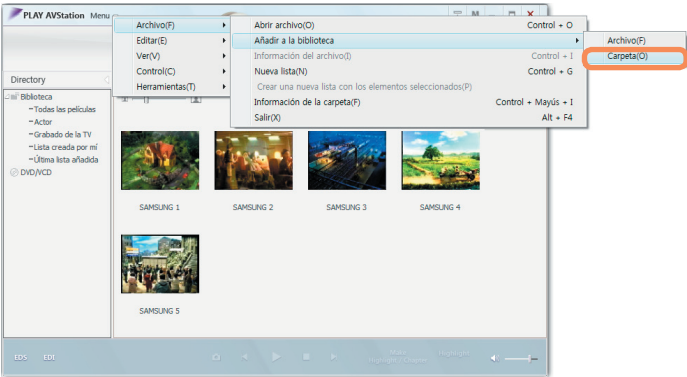 PLAY AVStation Menu
Archivo(F)
Editar(E)
Ver(V)
Control(C)
Herramientas(T)
Abrir archivo(O) Control + O
Añadir a la biblioteca
Información del archivo(I) Control + I
Nueva lista(N) Control + G
Crear una nueva lista con los elementos seleccionados(P)
Información de la carpeta(F) Control + Mayús + I
Salir(X) Alt + F4
Archivo(F)
Carpeta(O)
Directory
Biblioteca
Todas las películas
Actor
Grabado de la TV
Lista creada por mí
Última lista añadida
DVD/VCD
SAMSUNG 1
SAMSUNG 2
SAMSUNG 3
SAMSUNG 4
SAMSUNG 5
EDS EDI
Highlight